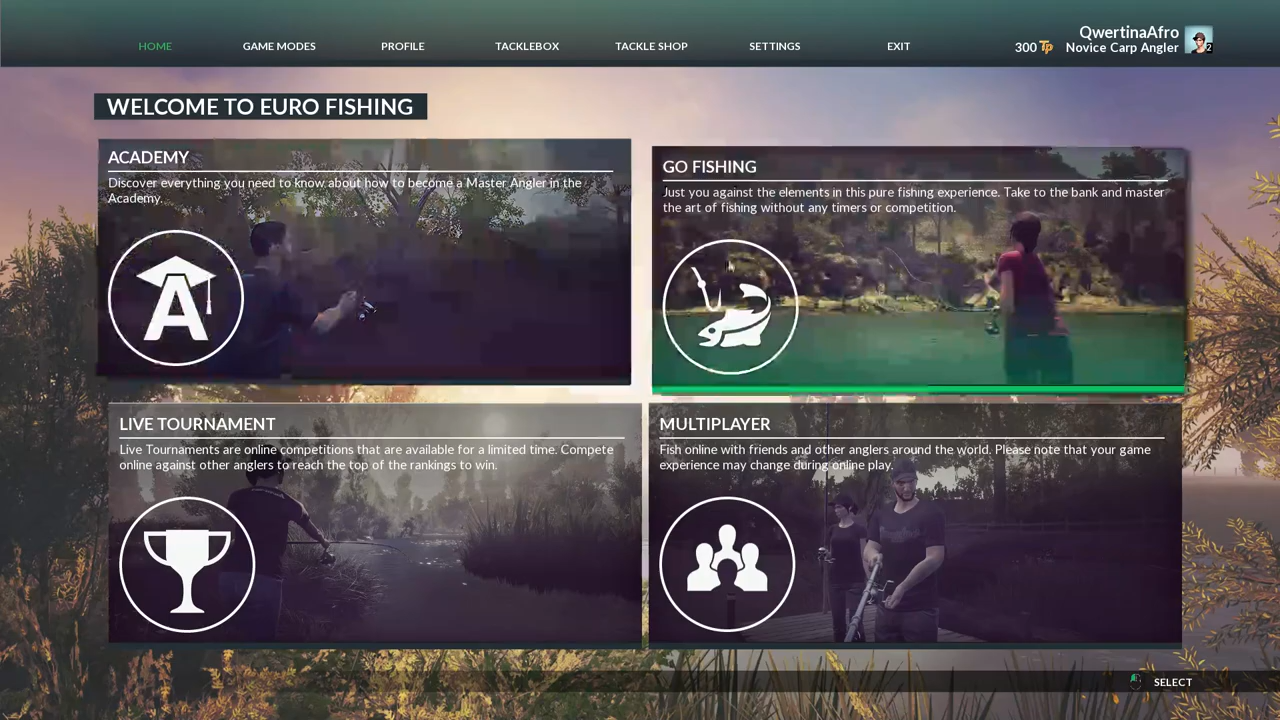 HOME GAME MODES PROFILE TACKLEBOX TACKLE SHOP SETTINGS EXIT
300 Tp
QwertinaAfro
Novice Carp Angler
2
WELCOME TO EURO FISHING
ACADEMY
Discover everything you need to know about how to become a Master Angler in the
Academy.
A
GO FISHING
Just you against the elements in this pure fishing experience. Take to the bank and master
the art of fishing without any timers or competition.
LIVE TOURNAMENT
Live Tournaments are online competitions that are available for a limited time. Compete
online against other anglers to reach the top of the rankings to win.
MULTIPLAYER
Fish online with friends and other anglers around the world. Please note that your game
experience may change during online play.
SELECT